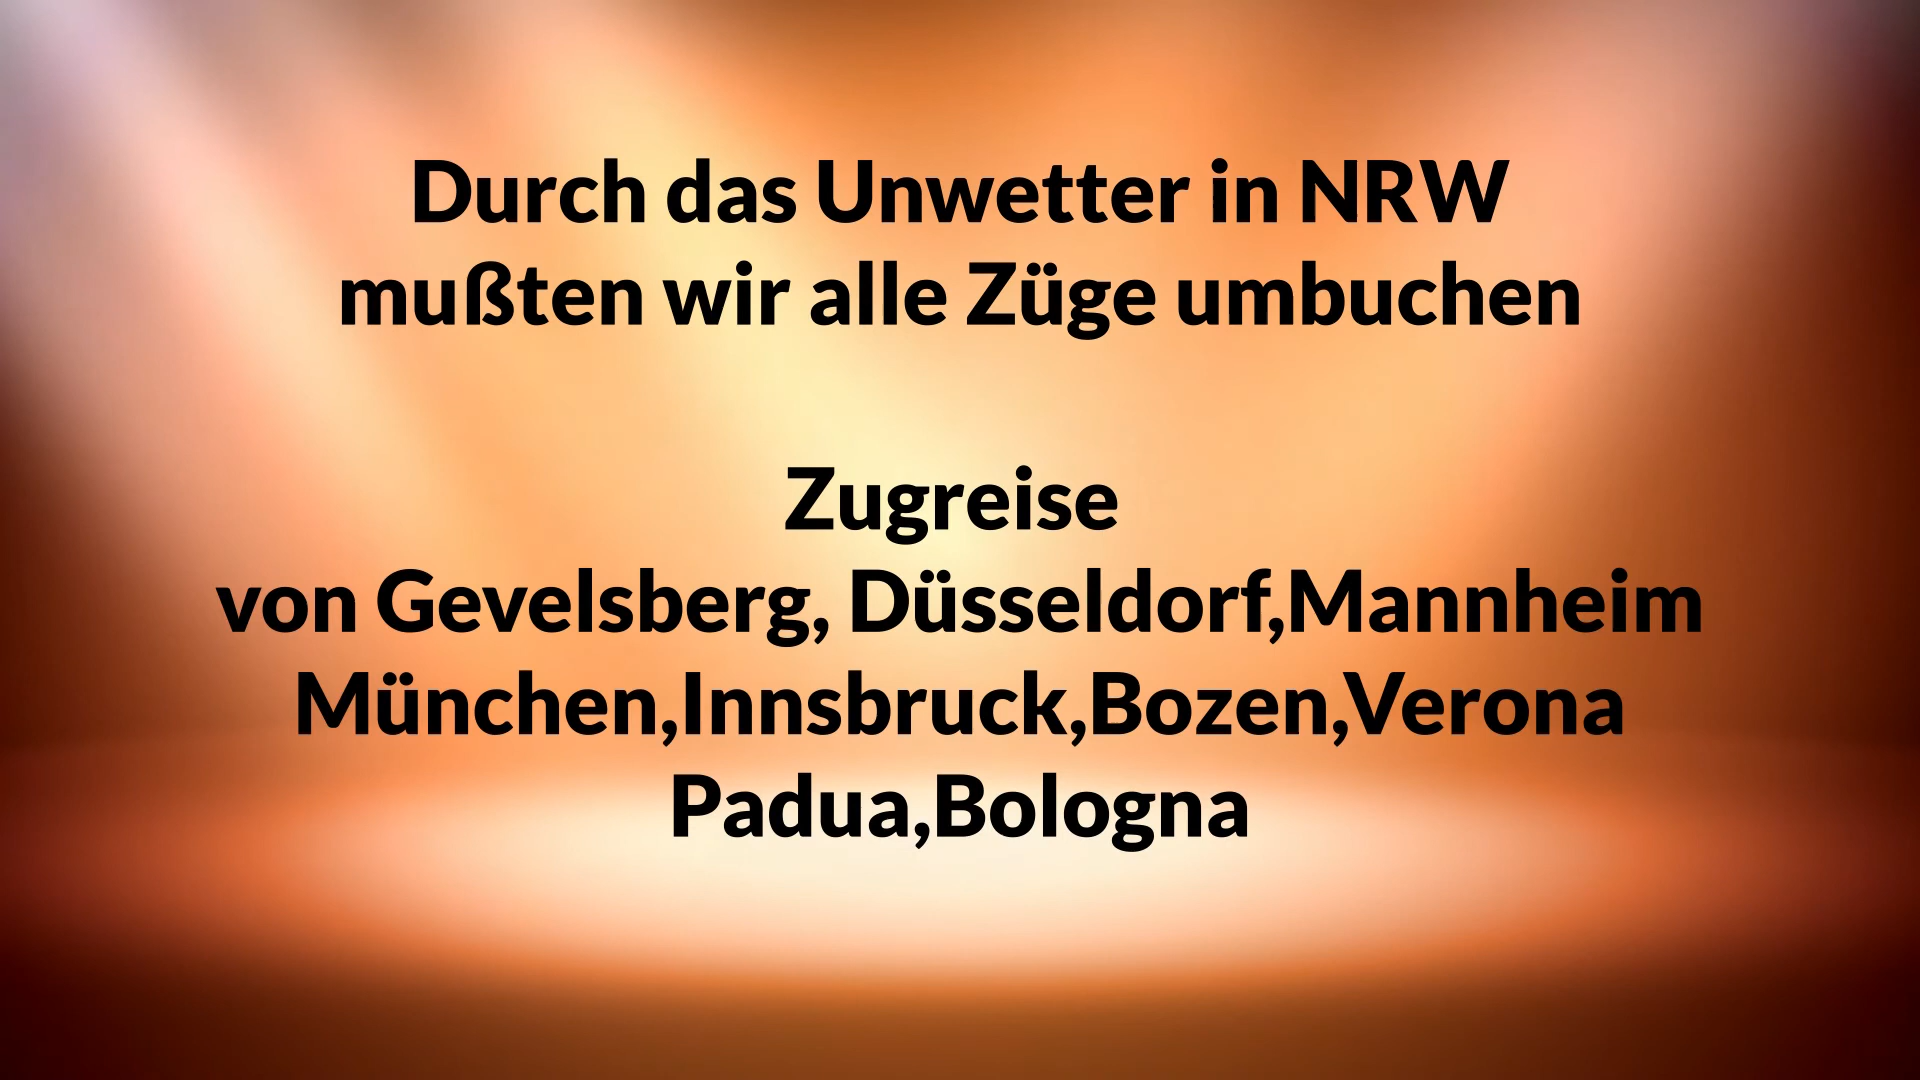 Durch das Unwetter in NRW
mußten wir alle Züge umbuchen
Zugreise
von Gevelsberg, Düsseldorf,Mannheim
München,Innsbruck,Bozen,Verona
Padua,Bologna